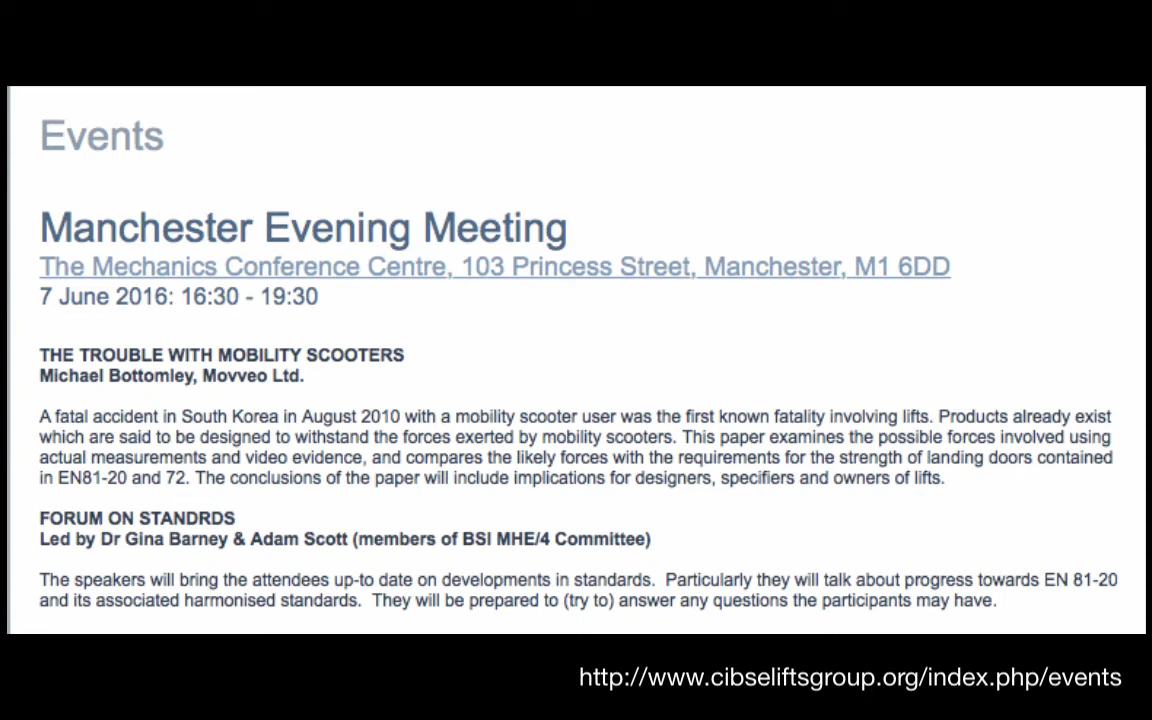 Events
Manchester Evening Meeting
The Mechanics Conference Centre, 103 Princess Street, Manchester, M1 6DD
7 June 2016: 16:30 - 19:30
THE TROUBLE WITH MOBILITY SCOOTERS
Michael Bottomley, Movveo Ltd.
A fatal accident in South Korea in August 2010 with a mobility scooter user was the first known fatality involving lifts. Products already exist
which are said to be designed to withstand the forces exerted by mobility scooters. This paper examines the possible forces involved using
actual measurements and video evidence, and compares the likely forces with the requirements for the strength of landing doors contained
in EN81-20 and 72. The conclusions of the paper will include implications for designers, specifiers and owners of lifts.
FORUM ON STANDRDS
Led by Dr Gina Barney & Adam Scott (members of BSI MHE/4 Committee)
The speakers will bring the attendees up-to date on developments in standards.  Particularly they will talk about progress towards EN 81-20
and its associated harmonised standards.  They will be prepared to (try to) answer any questions the participants may have.
http://www.cibseliftsgroup.org/index.php/events